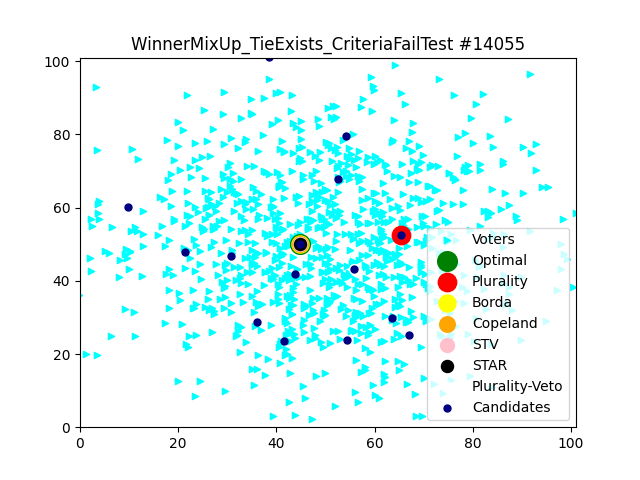 WinnerMixUp_TieExists_CriteriaFailTest #14055
100
80
60
40
20
0
0
20
40
60
80
100
Voters
Optimal
Plurality
Borda
Copeland
STV
STAR
Plurality-Veto
Candidates